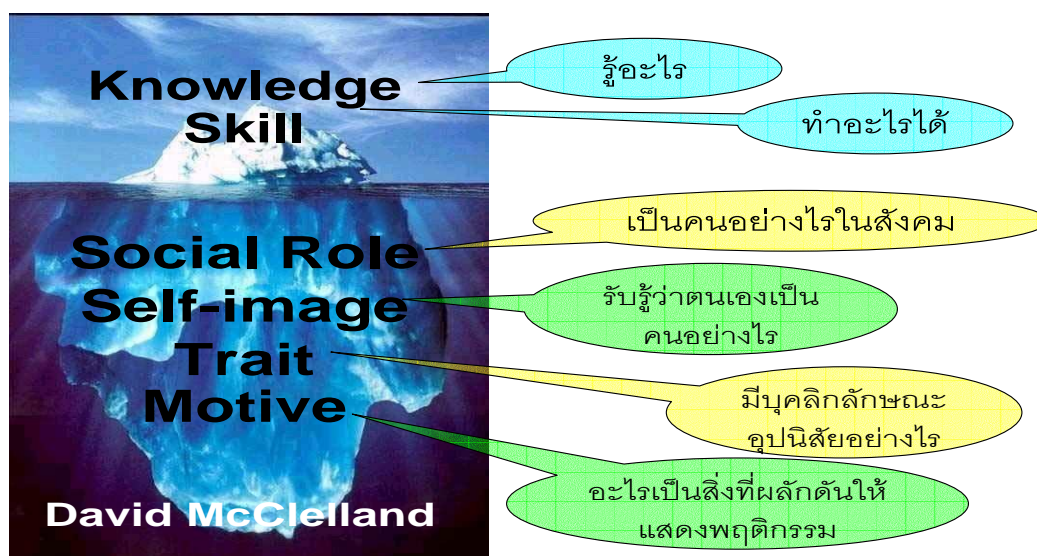 Knowledge
Skill
Social Role
Self-image
Trait
Motive
David McClelland
รู้อะไร
ทำอะไรได้
เป็นคนอย่างไรในสังคม
รับรู้ว่าตนเองเป็น
คนอย่างไร
มีบุคลิกลักษณะ
อุปนิสัยอย่างไร
อะไรเป็นสิ่งที่ผลักดันให้
แสดงพฤติกรรม